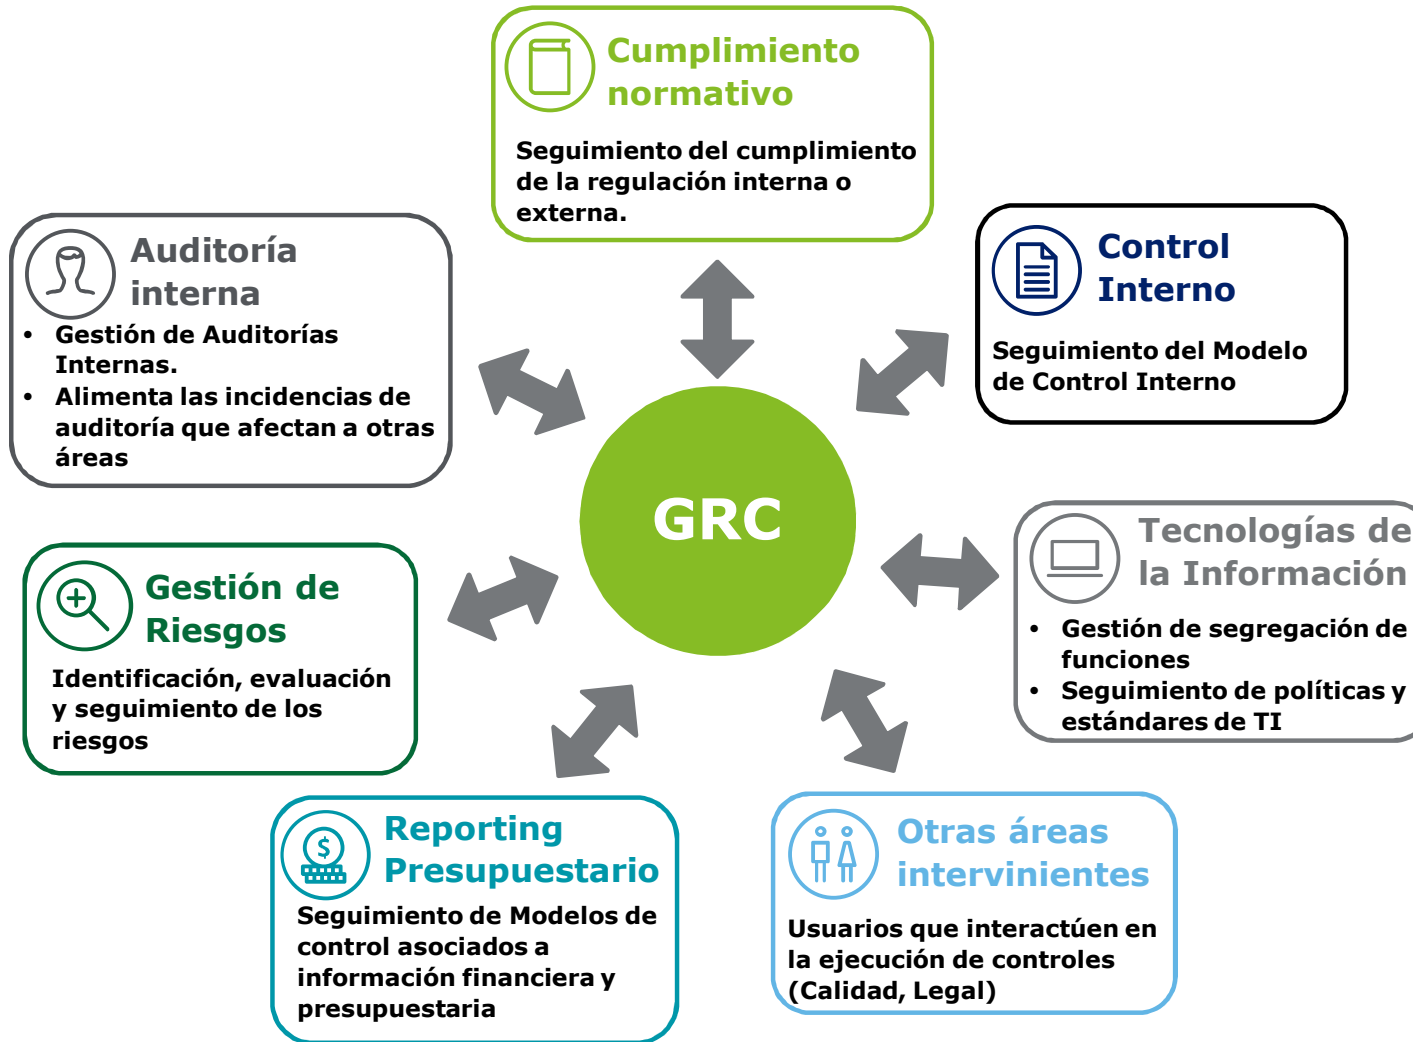 Cumplimiento
normativo
Seguimiento del cumplimiento
de la regulación interna o
externa.
Auditoría
interna
• Gestión de Auditorías
Internas.
• Alimenta las incidencias de
auditoría que afectan a otras
áreas
Control
Interno
Seguimiento del Modelo
de Control Interno
GRC
Tecnologías de
la Información
• Gestión de segregación de
funciones
• Seguimiento de políticas y
estándares de TI
Gestión de
Riesgos
Identificación, evaluación
y seguimiento de los
riesgos
$
Reporting
Presupuestario
Seguimiento de Modelos de
control asociados a
información financiera y
presupuestaria
Otras áreas
intervinientes
Usuarios que interactúen en
la ejecución de controles
(Calidad, Legal)